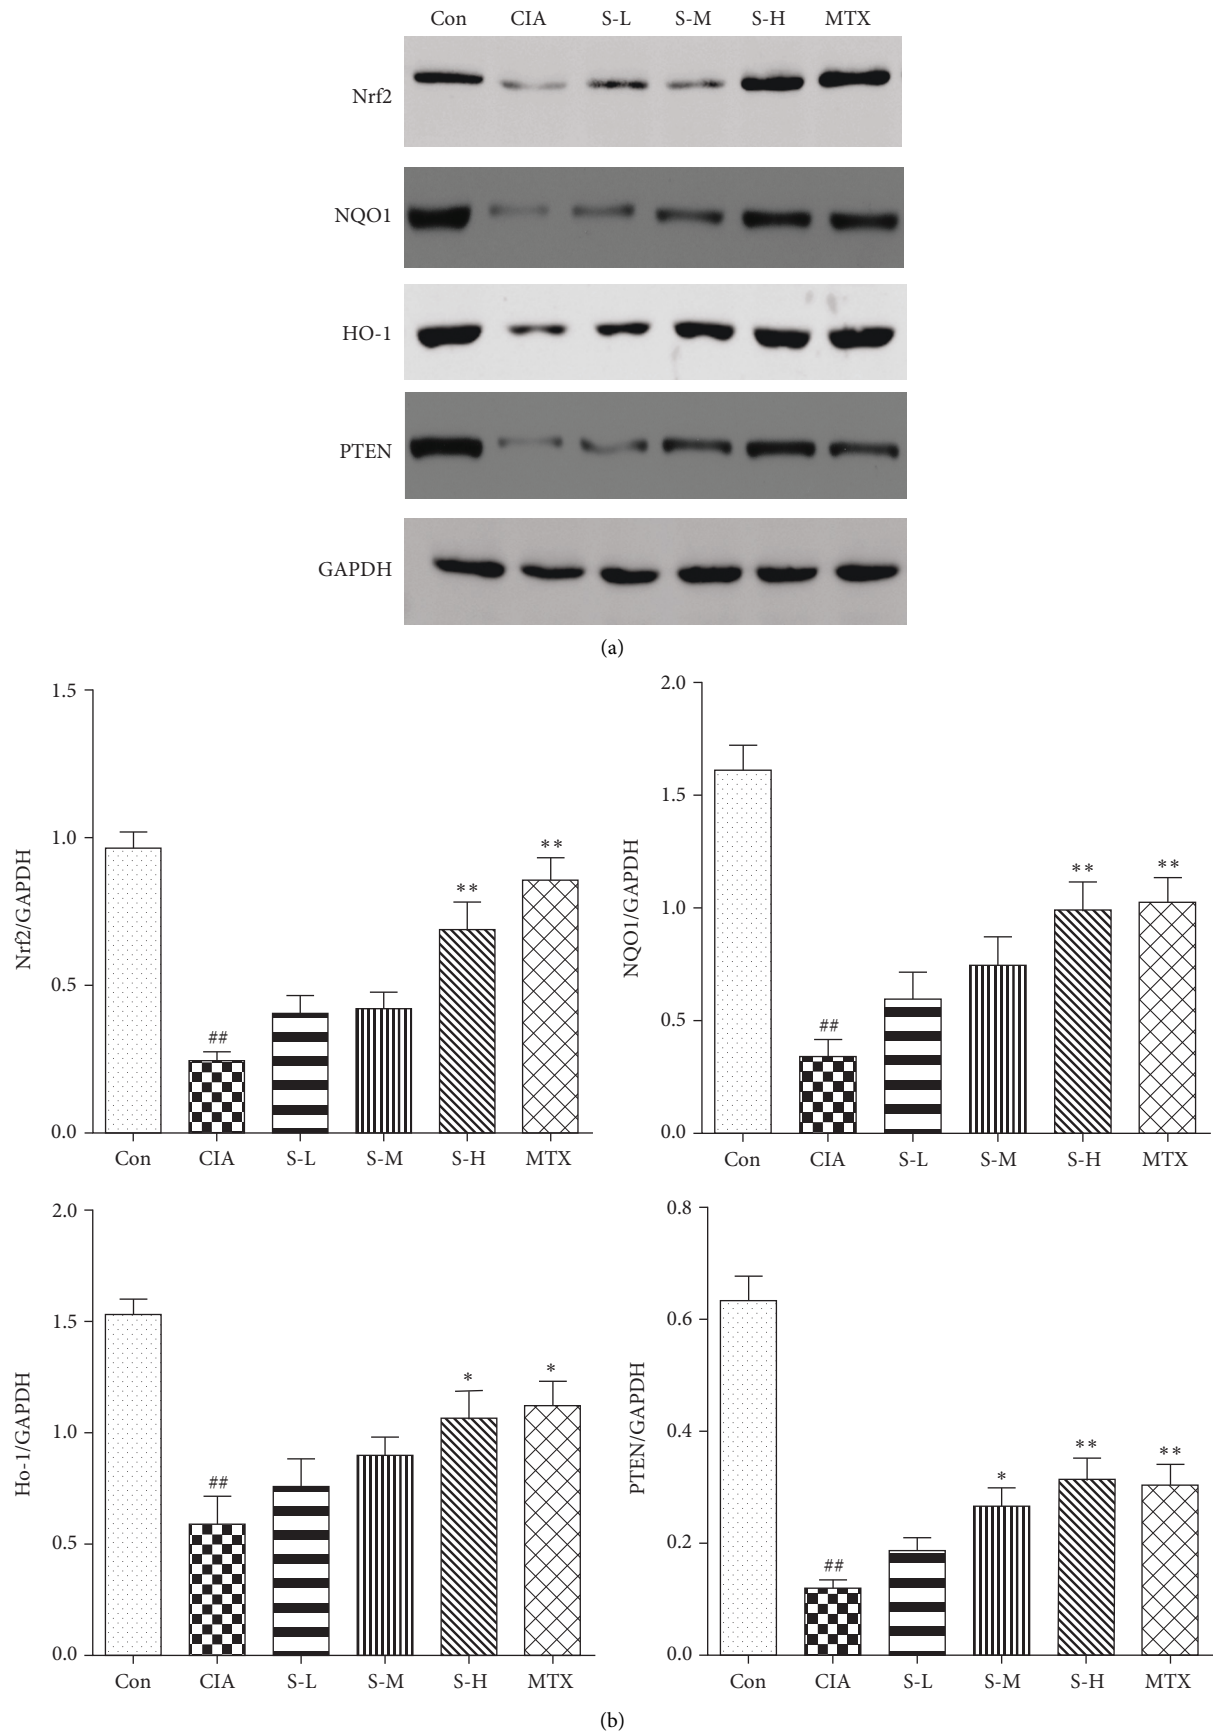 Con CIA S-L S-M S-H MTX
Nrf2
NQO1
HO-1
PTEN
GAPDH
(a)
Nrf2/GAPDH
1.5
1.0
0.5
0.0
##
**
**
Con CIA S-L S-M S-H MTX
NQO1/GAPDH
2.0
1.5
1.0
0.5
0.0
##
**
**
Con CIA S-L S-M S-H MTX
Ho-1/GAPDH
2.0
1.5
1.0
0.5
0.0
##
*
*
Con CIA S-L S-M S-H MTX
PTEN/GAPDH
0.8
0.6
0.4
0.2
0.0
##
*
**
**
Con CIA S-L S-M S-H MTX
(b)